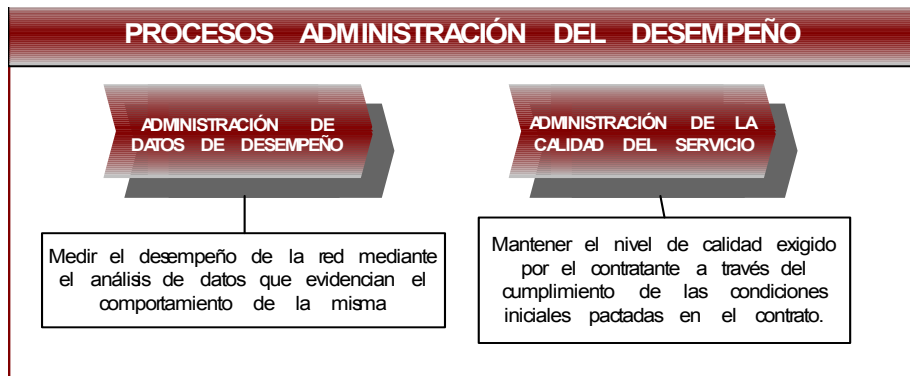 PROCESOS ADMINISTRACIÓN DEL DESEMPEÑO
ADMINISTRACIÓN DE
DATOS DE DESEMPEÑO
Medir el desempeño de la red mediante
el análisis de datos que evidencian el
comportamiento de la misma
ADMINISTRACIÓN DE LA
CALIDAD DEL SERVICIO
Mantener el nivel de calidad exigido
por el contratante a través del
cumplimiento de las condiciones
iniciales pactadas en el contrato.